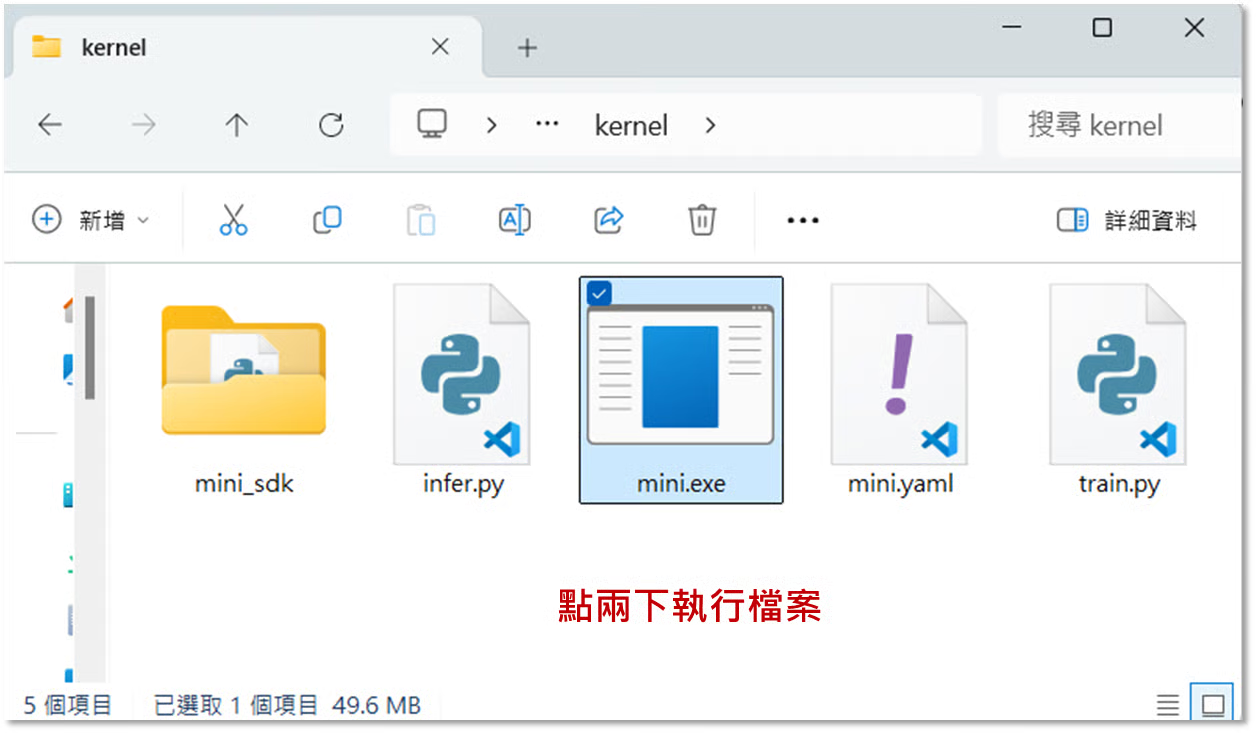 kernel
kernel
搜尋 kernel
新增
詳細資料
mini_sdk
infer.py
mini.exe
mini.yaml
train.py
點兩下執行檔案
5 個項目 已選取 1 個項目 49.6 MB